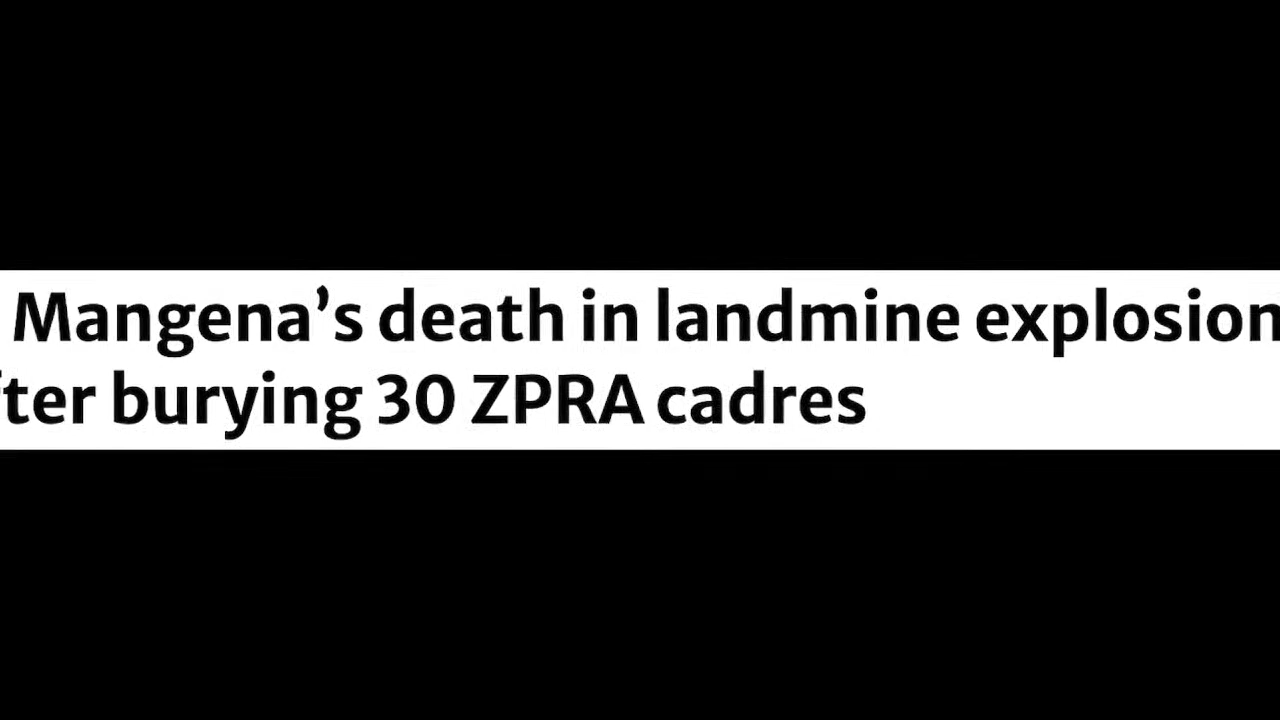 Mangena’s death in landmine explosion
burying 30 ZPRA cadres